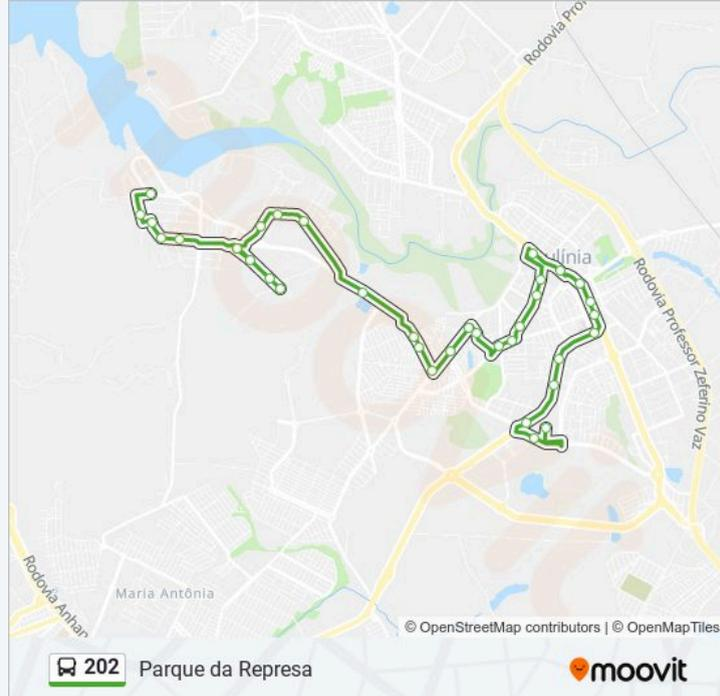 Rodovia Pro
ulínia
Rodovia Professor Zeferino Vaz
Maria Antônia
Rodovia Anhan
© OpenStreetMap contributors | © OpenMapTiles
202 Parque da Represa
moovit